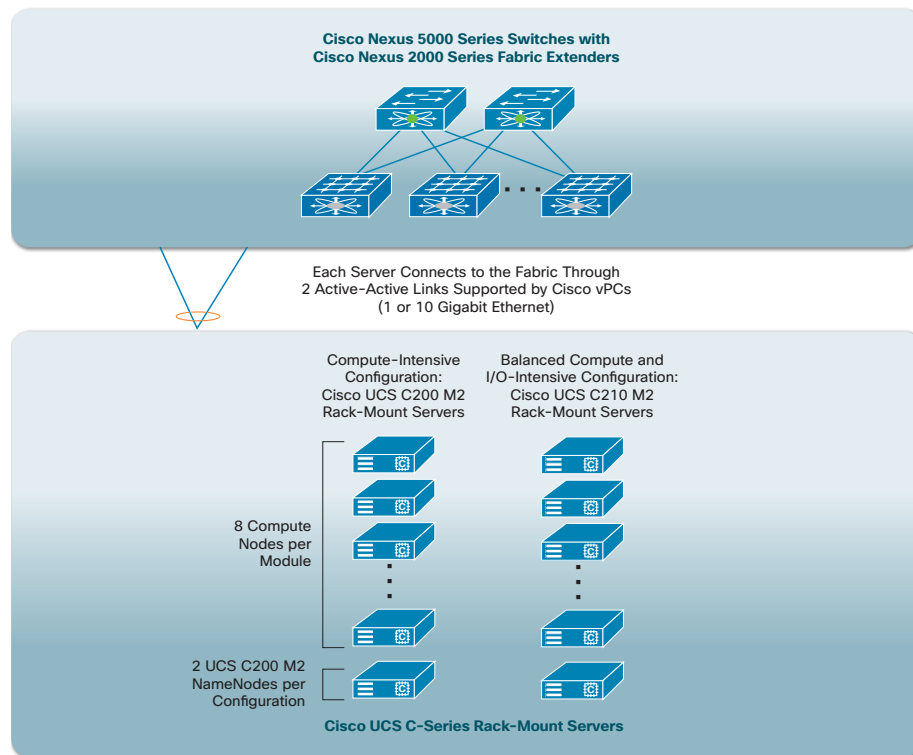 Cisco Nexus 5000 Series Switches with
Cisco Nexus 2000 Series Fabric Extenders
Each Server Connects to the Fabric Through
2 Active-Active Links Supported by Cisco vPCs
(1 or 10 Gigabit Ethernet)
Compute-Intensive
Configuration:
Cisco UCS C200 M2
Rack-Mount Servers
Balanced Compute and
I/O-Intensive Configuration:
Cisco UCS C210 M2
Rack-Mount Servers
C
C
C
C
C
C
8 Compute
Nodes per
Module
C
C
2 UCS C200 M2
NameNodes per
Configuration
C
C
Cisco UCS C-Series Rack-Mount Servers